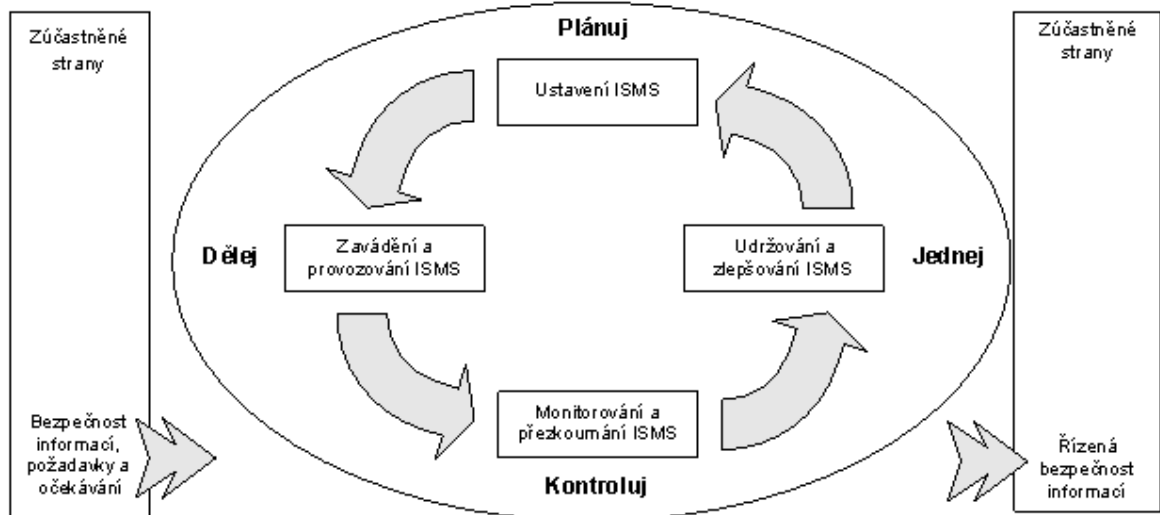 Zúčastněné
strany
Bezpečnost
informací,
požadavky a
očekávání
Plánuj
Ustavení ISMS
Dělej
Zavádění a
provozování ISMS
Udržování a
zlepšování ISMS
Jednej
Monitorování a
přezkoumání ISMS
Kontroluj
Zúčastněné
strany
Řízená
bezpečnost
informací